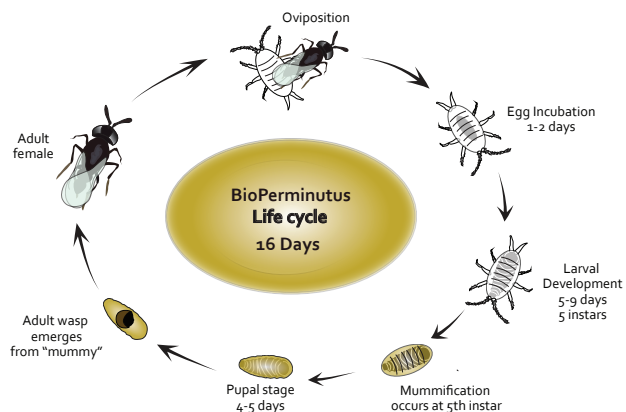 Oviposition
Egg Incubation
1-2 days
Larval
Development
5-9 days
5 instars
Mummification
occurs at 5th instar
Pupal stage
4-5 days
Adult wasp
emerges
from “mummy”
Adult
female
BioPerminutus
Life cycle
16 Days